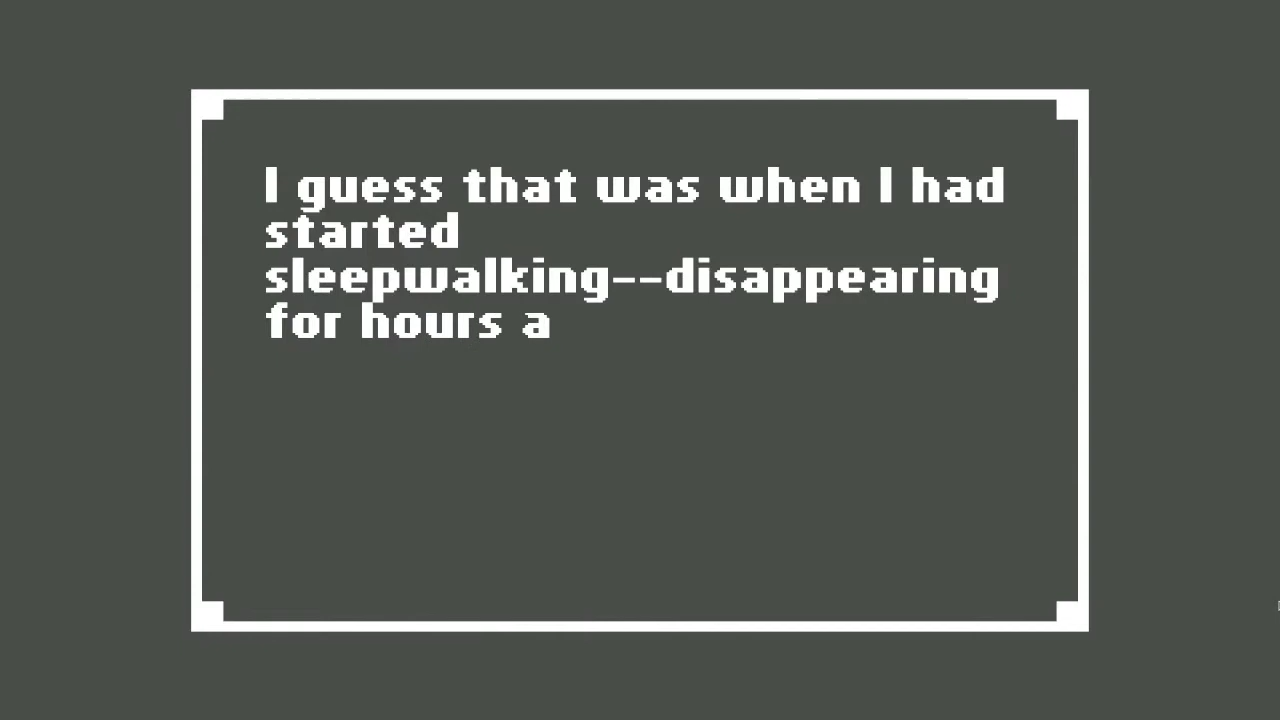 I guess that was when I had
started
sleepwalking--disappearing
for hours a